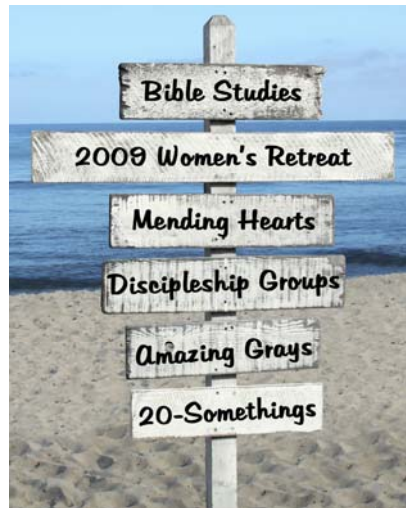 Bible Studies
2009 Women's Retreat
Mending Hearts
Discipleship Groups
Amazing Grays
20-Somethings